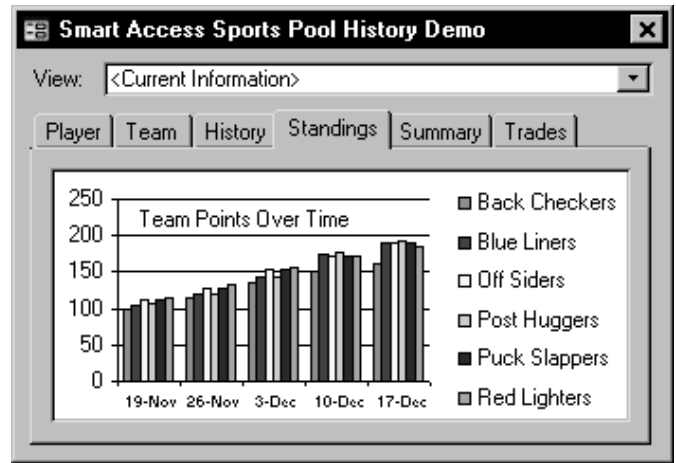 Smart Access Sports Pool History Demo
View: <Current Information>
Player Team History Standings Summary Trades
Team Points Over Time
250
200
150
100
50
0
19-Nov 26-Nov 3-Dec 10-Dec 17-Dec
Back Checkers
Blue Liners
Off Siders
Post Huggers
Puck Slappers
Red Lighters